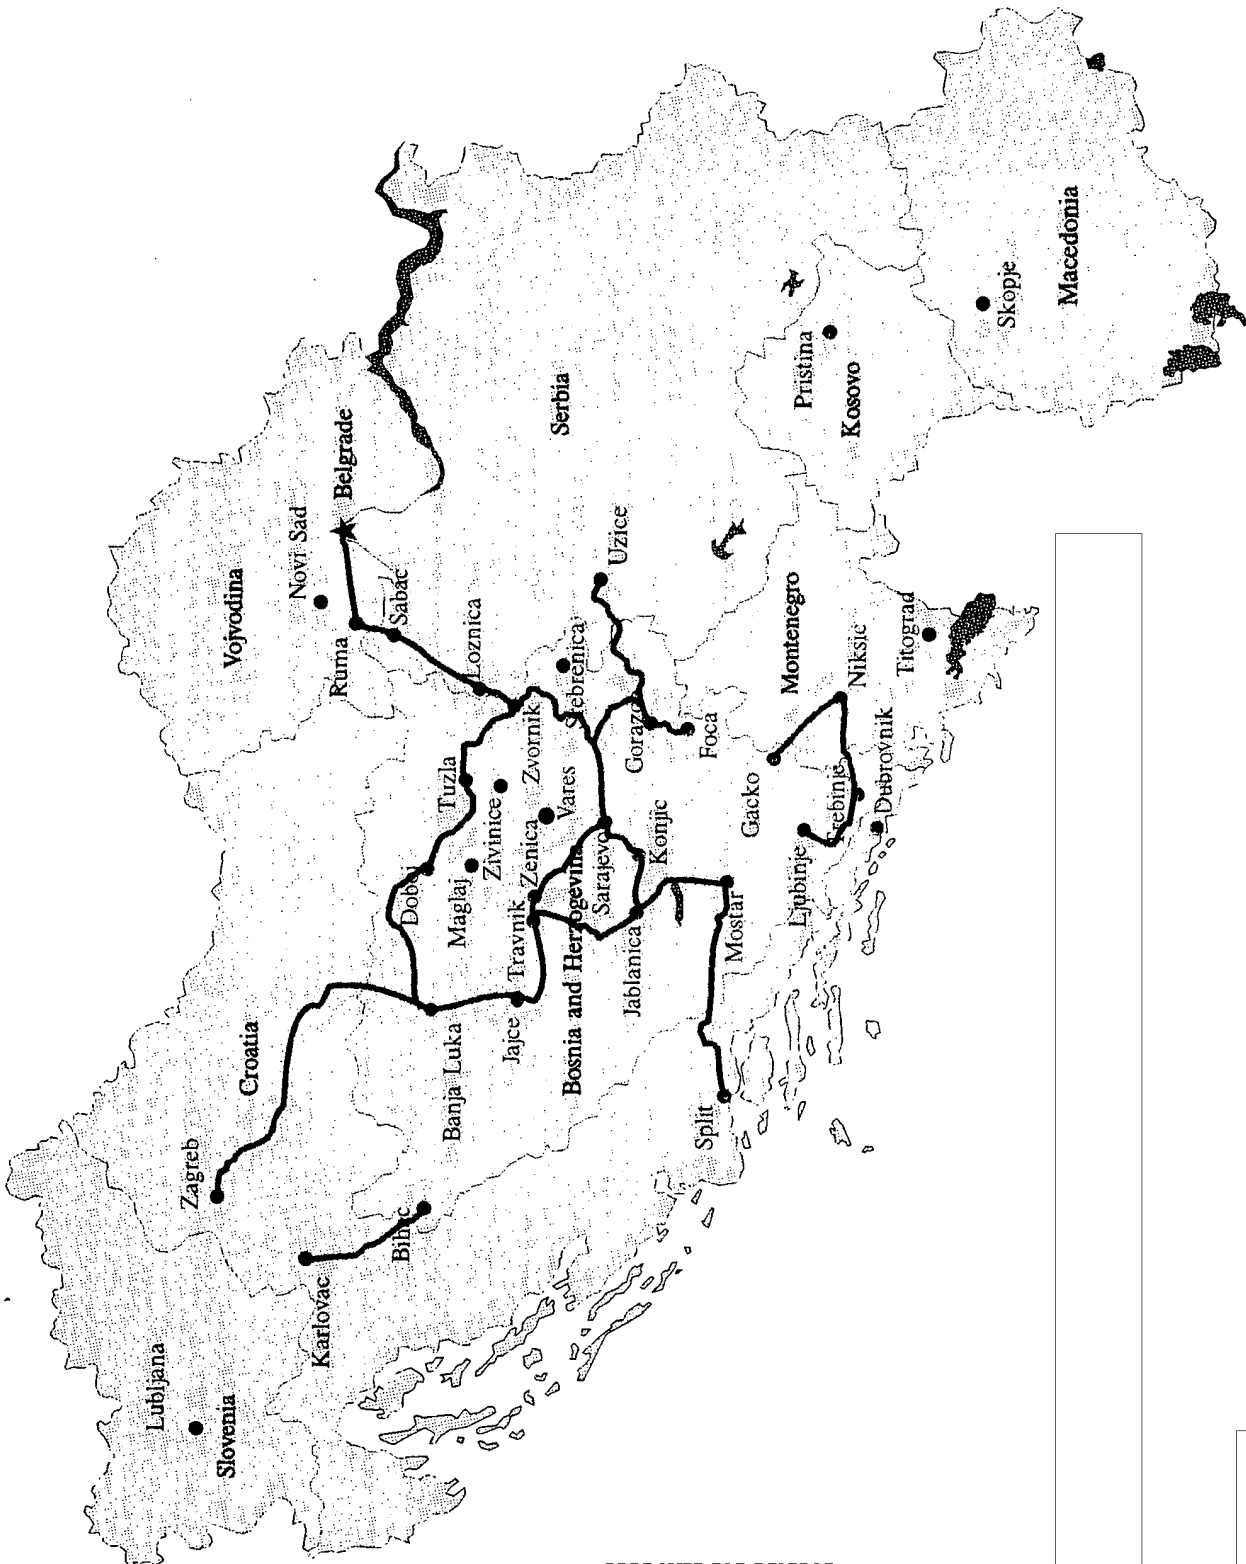 Lubljana
Slovenia
Zagreb
Karlovac
Croatia
Bihac
Banja Luka
Jajce
Doboj
Maglaj
Travnik
Zenica
Bosnia and Herzegovina
Vares
Zivinice
Tuzla
Zvornik
Loznica
Sabac
Ruma
Novi Sad
Vojvodina
Belgrade
Serbia
Srebrenica
Uzice
Sarajevo
Konjic
Jablanica
Split
Mostar
Foca
Gacko
Ljubinje
Trebinje
Dubrovnik
Niksic
Montenegro
Titograd
Pristina
Kosovo
Skopje
Macedonia